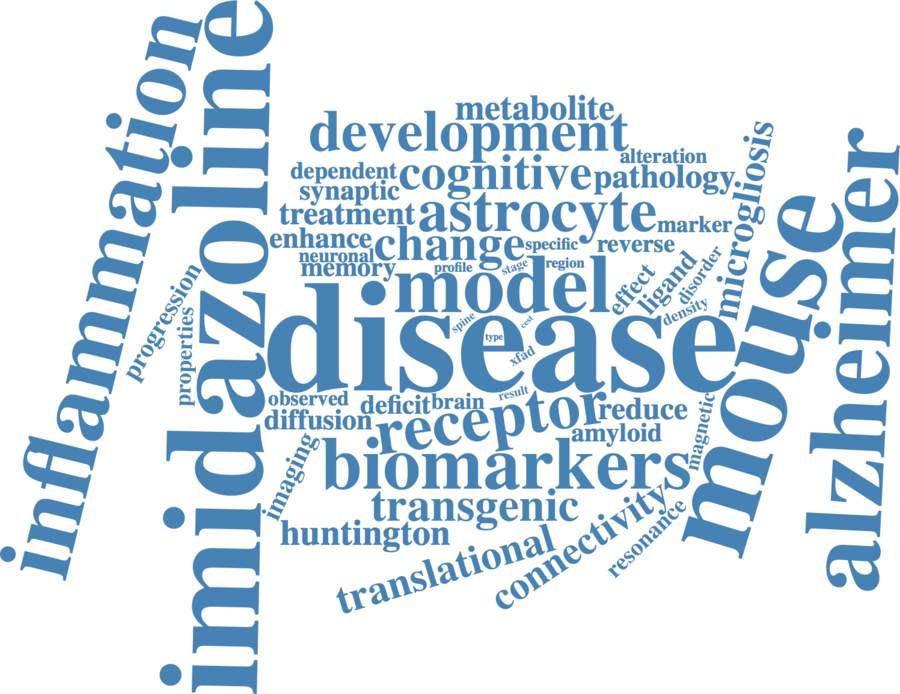 inflammation
imidazoline
metabolite
development
alteration
dependent
cognitive
pathology
synaptic
treatment
astrocyte
marker
microgliosis
enhance
change
specific
reverse
neuronal
memory
profile
stage
region
progression
properties
model
effect
ligand
disorder
density
mouse
alzheimer
disease
spine
cest
type
xfad
result
observed
deficit
brain
receptor
reduce
diffusion
amyloid
magnetic
imaging
biomarkers
transgenic
huntington
connectivity
resonance
translational